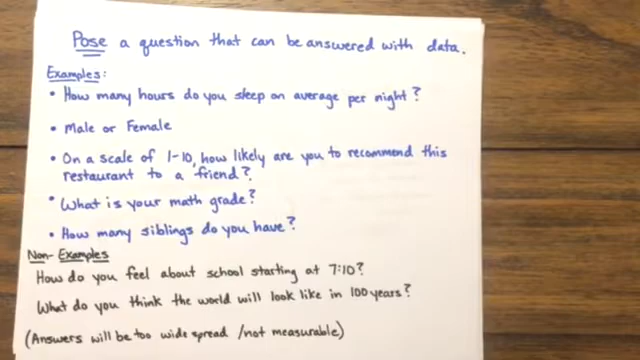 Pose a question that can be answered with data.
Examples:
• How many hours do you sleep on average per night?
• Male or Female
• On a scale of 1-10, how likely are you to recommend this
restaurant to a friend?
• What is your math grade?
• How many siblings do you have?
Non-Examples
How do you feel about school starting at 7:10?
What do you think the world will look like in 100 years?
(Answers will be too wide spread /not measurable)